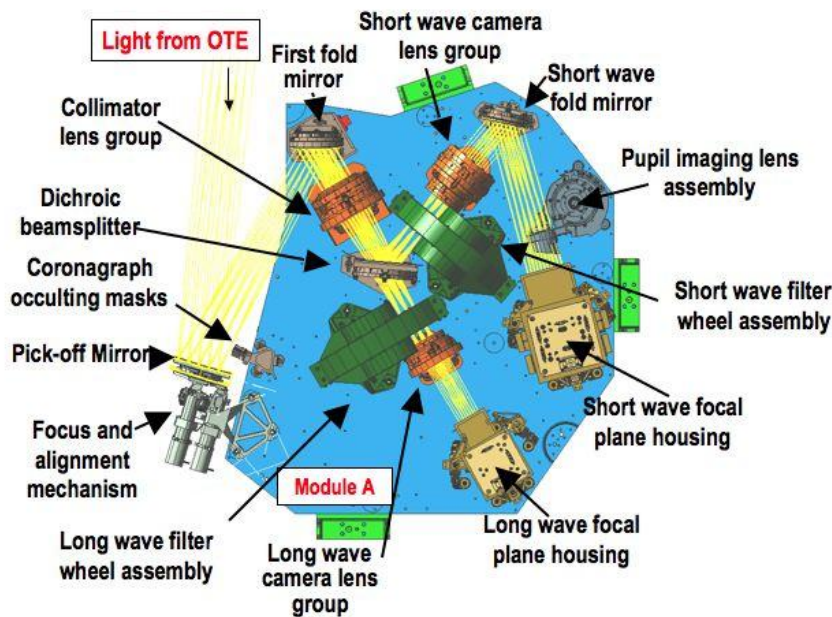 Light from OTE
First fold
mirror
Short wave camera
lens group
Short wave
fold mirror
Collimator
lens group
Pupil imaging lens
assembly
Dichroic
beamsplitter
Coronagraph
occulting masks
Short wave filter
wheel assembly
Pick-off Mirror
Short wave focal
plane housing
Focus and
alignment
mechanism
Module A
Long wave focal
plane housing
Long wave filter
wheel assembly
Long wave
camera lens
group